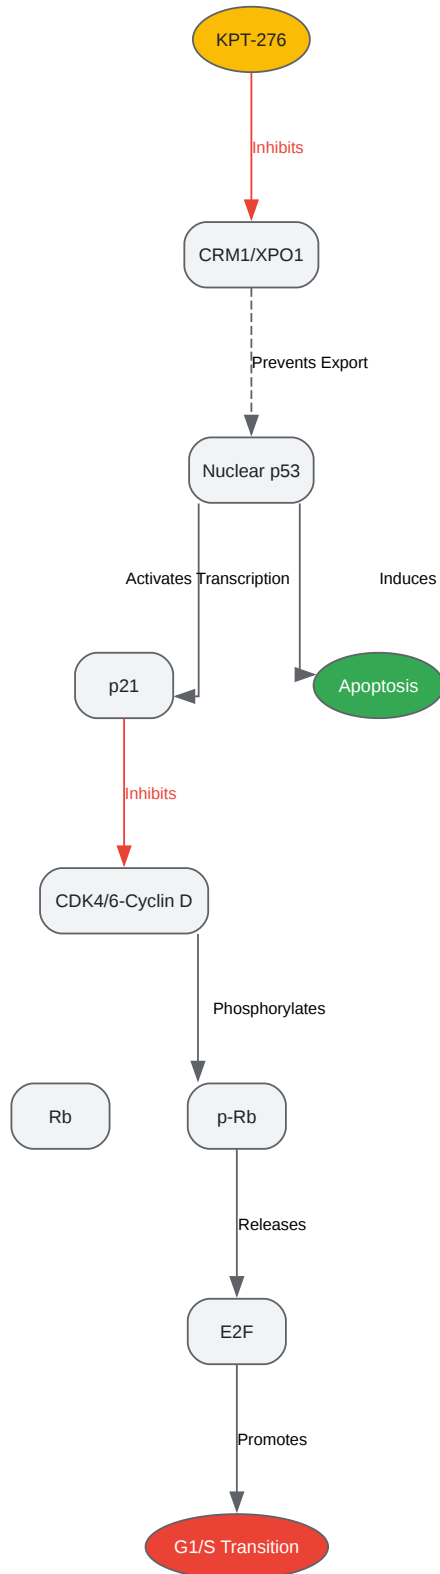 KPT-276
Inhibits
CRM1/XPO1
Prevents Export
Nuclear p53
Activates Transcription
Induces
p21
Apoptosis
Inhibits
CDK4/6-Cyclin D
Phosphorylates
Rb
p-Rb
Releases
E2F
Promotes
G1/S Transition